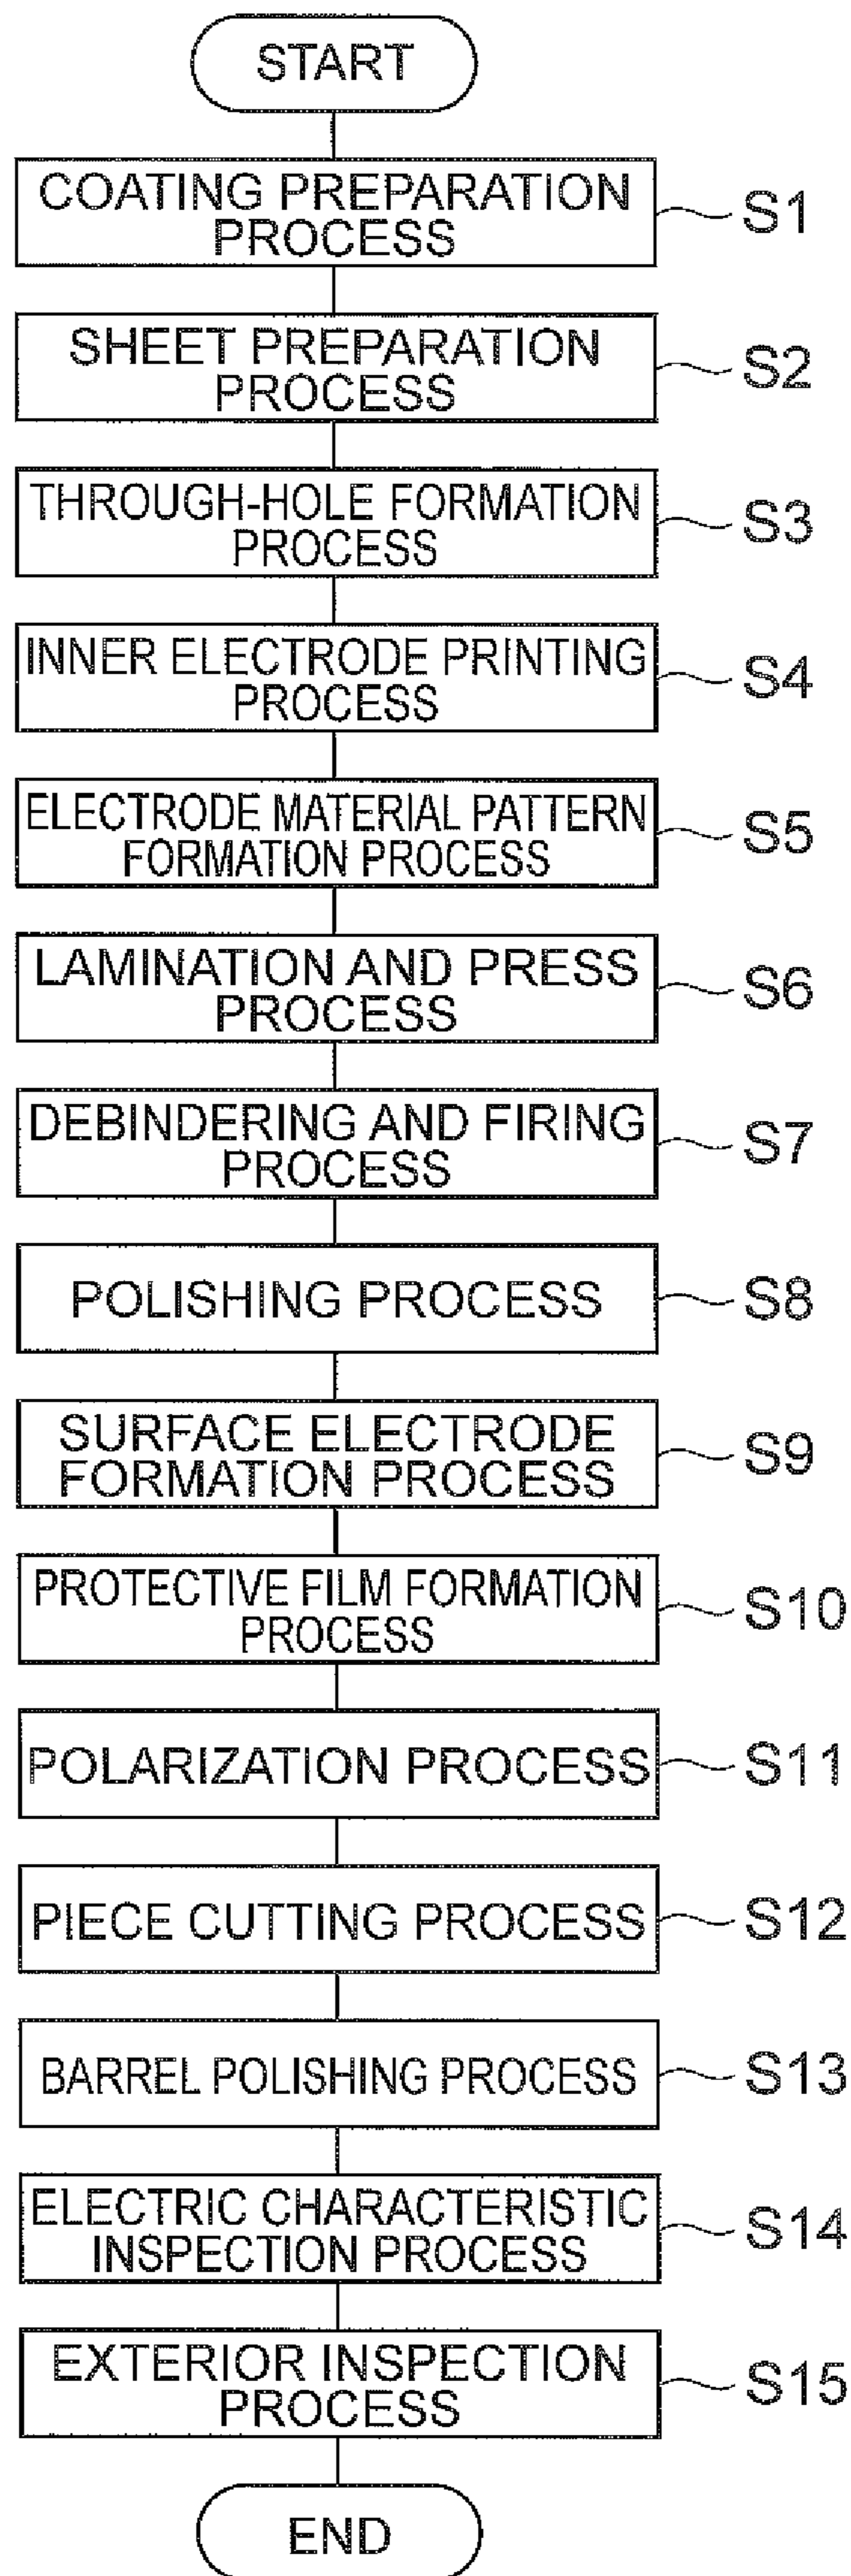 START
COATING PREPARATION
PROCESS
S1
SHEET PREPARATION
PROCESS
S2
THROUGH-HOLE FORMATION
PROCESS
S3
INNER ELECTRODE PRINTING
PROCESS
S4
ELECTRODE MATERIAL PATTERN
FORMATION PROCESS
S5
LAMINATION AND PRESS
PROCESS
S6
DEBINDERING AND FIRING
PROCESS
S7
POLISHING PROCESS
S8
SURFACE ELECTRODE
FORMATION PROCESS
S9
PROTECTIVE FILM FORMATION
PROCESS
S10
POLARIZATION PROCESS
S11
PIECE CUTTING PROCESS
S12
BARREL POLISHING PROCESS
S13
ELECTRIC CHARACTERISTIC
INSPECTION PROCESS
S14
EXTERIOR INSPECTION
PROCESS
S15
END